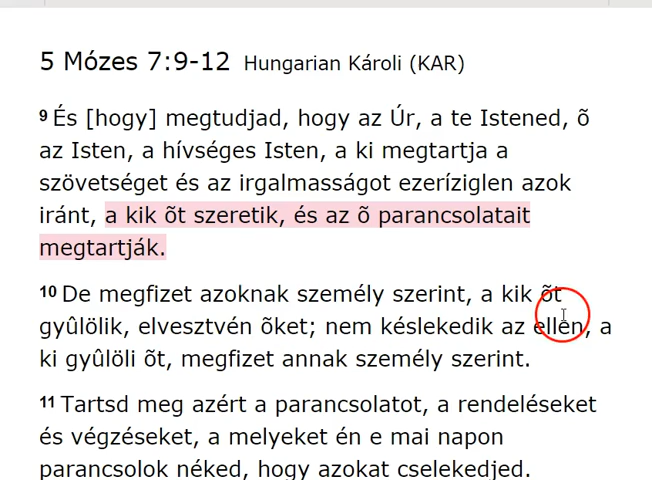 5 Mózes 7:9-12 Hungarian Károli (KAR)
9 És [hogy] megtudjad, hogy az Úr, a te Istened, õ
az Isten, a hívséges Isten, a ki megtartja a
szövetséget és az irgalmasságot ezeríziglen azok
iránt, a kik õt szeretik, és az õ parancsolatait
megtartják.
10 De megfizet azoknak személy szerint, a kik õt
gyûlölik, elvesztvén õket; nem késlekedik az ellen, a
ki gyûlöli õt, megfizet annak személy szerint.
11 Tartsd meg azért a parancsolatot, a rendeléseket
és végzéseket, a melyeket én e mai napon
parancsolok néked, hogy azokat cselekedjed.